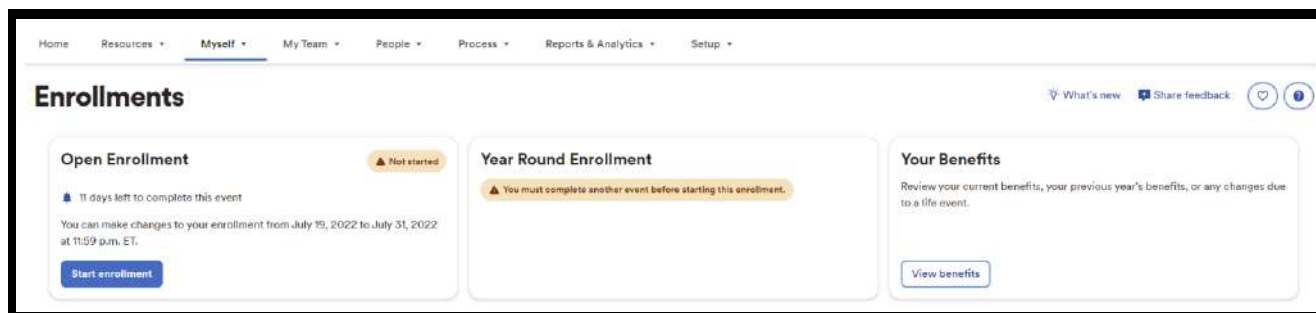 Home Resources Myself My Team People Process Reports & Analytics Setup
Enrollments
What's new Share feedback
Open Enrollment
Not started
11 days left to complete this event
You can make changes to your enrollment from July 19, 2022 to July 31, 2022
at 11:59 p.m. ET.
Start enrollment
Year Round Enrollment
You must complete another event before starting this enrollment.
Your Benefits
Review your current benefits, your previous year's benefits, or any changes due
to a life event.
View benefits